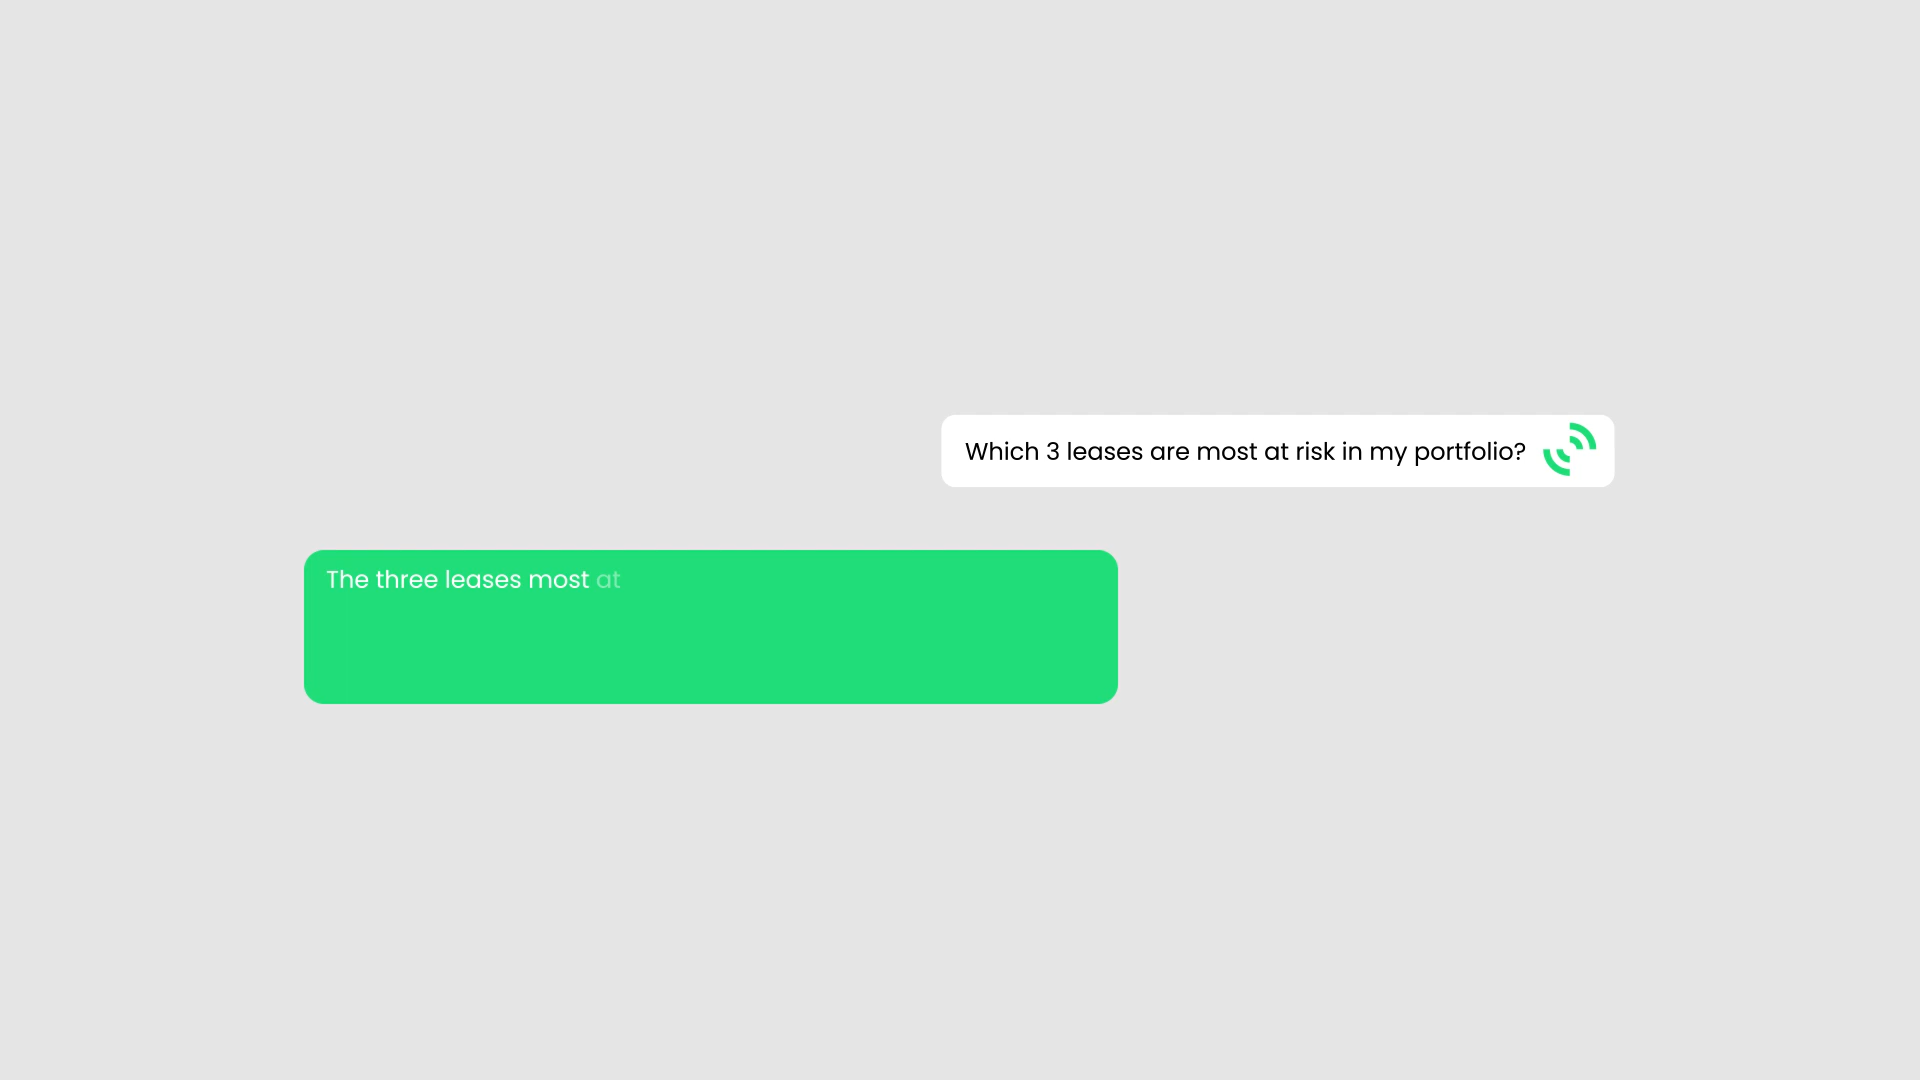 Which 3 leases are most at risk in my portfolio?
The three leases most at